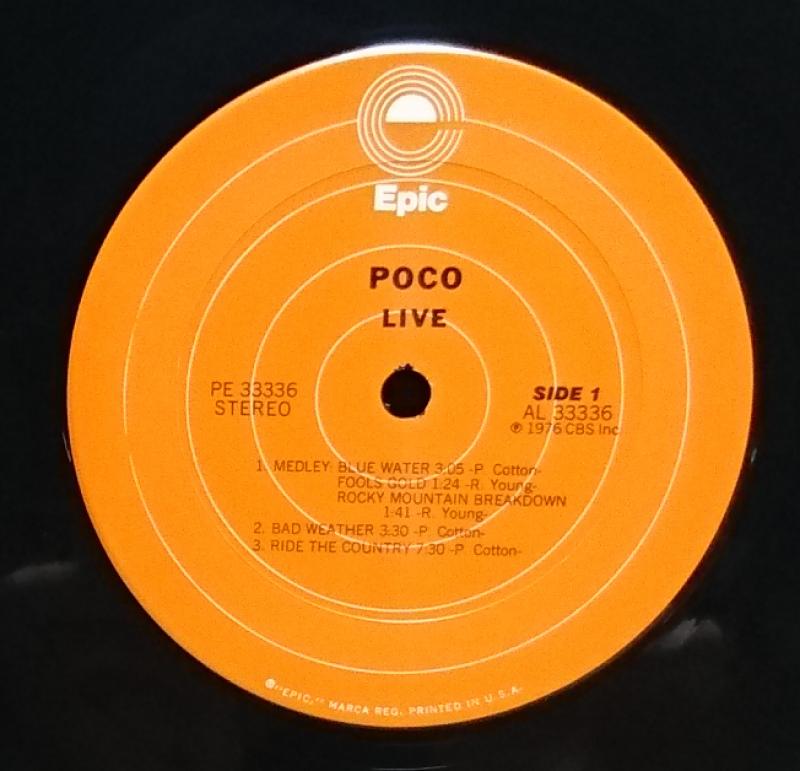 Epic
POCO
LIVE
PE 33336
STEREO
SIDE 1
AL 33336
℗ 1976 CBS Inc.
1. MEDLEY: BLUE WATER 3:05 -P. Cotton-
FOOLS GOLD 1:24 -R. Young-
ROCKY MOUNTAIN BREAKDOWN
1:41 -R. Young-
2. BAD WEATHER 3:30 -P. Cotton-
3. RIDE THE COUNTRY 7:30 -P. Cotton-
®"EPIC," MARCA REG. PRINTED IN U.S.A.